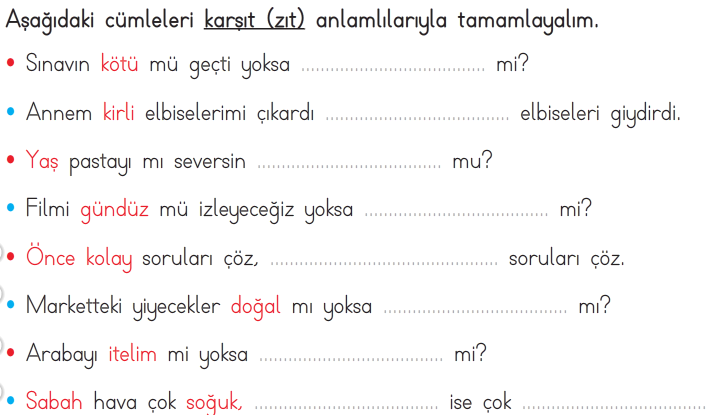 Aşağıdaki cümleleri karşıt (zıt) anlamlılarıyla tamamlayalım.
• Sınavın kötü mü geçti yoksa ..................................... mi?
• Annem kirli elbiselerimi çıkardı ..................................... elbiseleri giydirdi.
• Yaş pastayı mı seversin ..................................... mu?
• Filmi gündüz mü izleyeceğiz yoksa ..................................... mi?
• Önce kolay soruları çöz, .............................................. soruları çöz.
• Marketteki yiyecekler doğal mı yoksa ..................................... mı?
• Arabayı itelim mi yoksa ..................................... mi?
• Sabah hava çok soğuk, ..................................... ise çok .....................................